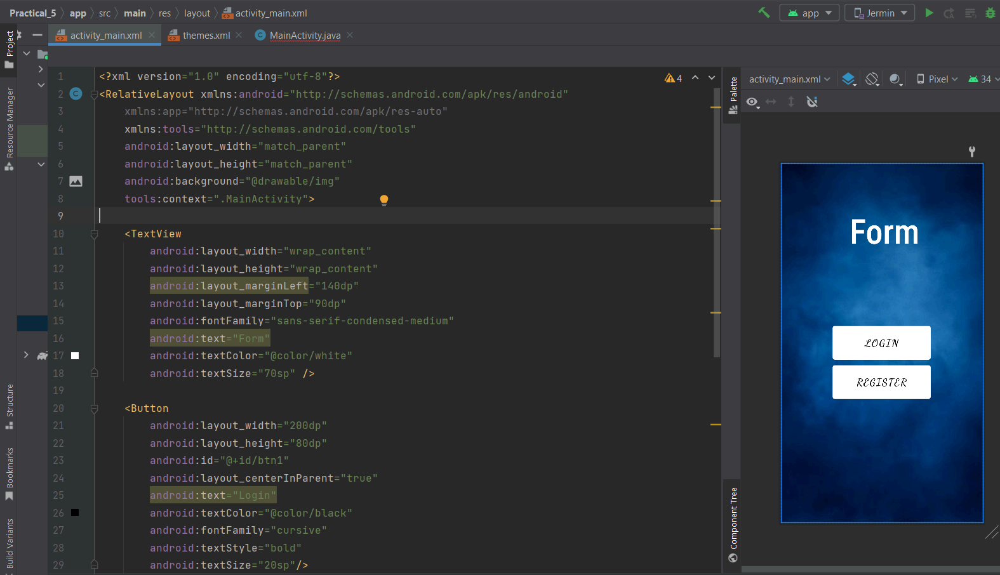 Practical_5 app src main res layout activity_main.xml
app Jermin
activity_main.xml themes.xml MainActivity.java
Project
Resource Manager
Structure
Bookmarks
Build Variants
4
1 <?xml version="1.0" encoding="utf-8"?>
2 <RelativeLayout xmlns:android="http://schemas.android.com/apk/res/android"
3 xmlns:app="http://schemas.android.com/apk/res-auto"
4 xmlns:tools="http://schemas.android.com/tools"
5 android:layout_width="match_parent"
6 android:layout_height="match_parent"
7 android:background="@drawable/img"
8 tools:context=".MainActivity">
9
10 <TextView
11 android:layout_width="wrap_content"
12 android:layout_height="wrap_content"
13 android:layout_marginLeft="140dp"
14 android:layout_marginTop="90dp"
15 android:fontFamily="sans-serif-condensed-medium"
16 android:text="Form"
17 android:textColor="@color/white"
18 android:textSize="70sp" />
19
20 <Button
21 android:layout_width="200dp"
22 android:layout_height="80dp"
23 android:id="@+id/btn1"
24 android:layout_centerInParent="true"
25 android:text="Login"
26 android:textColor="@color/black"
27 android:fontFamily="cursive"
28 android:textStyle="bold"
29 android:textSize="20sp"/>
Palette
Component Tree
activity_main.xml Pixel 34
Form
LOGIN
REGISTER